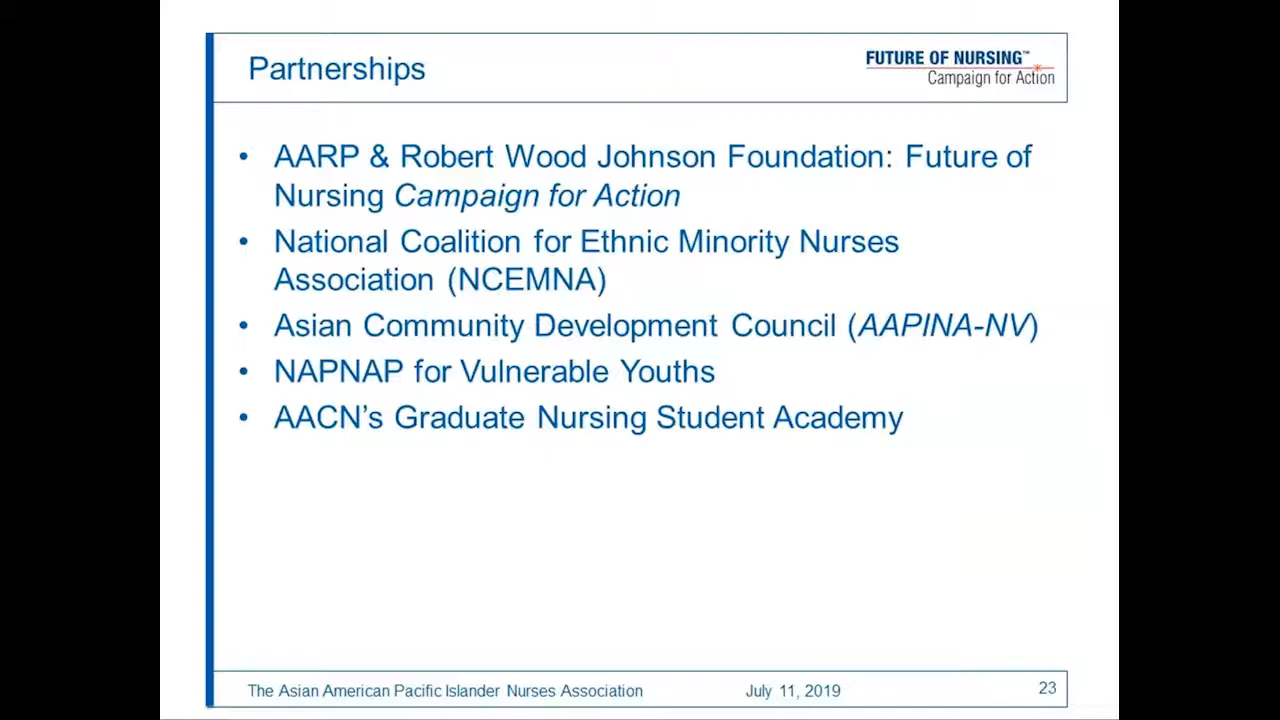 Partnerships
FUTURE OF NURSING™
Campaign for Action
• AARP & Robert Wood Johnson Foundation: Future of
Nursing Campaign for Action
• National Coalition for Ethnic Minority Nurses
Association (NCEMNA)
• Asian Community Development Council (AAPINA-NV)
• NAPNAP for Vulnerable Youths
• AACN’s Graduate Nursing Student Academy
The Asian American Pacific Islander Nurses Association July 11, 2019 23